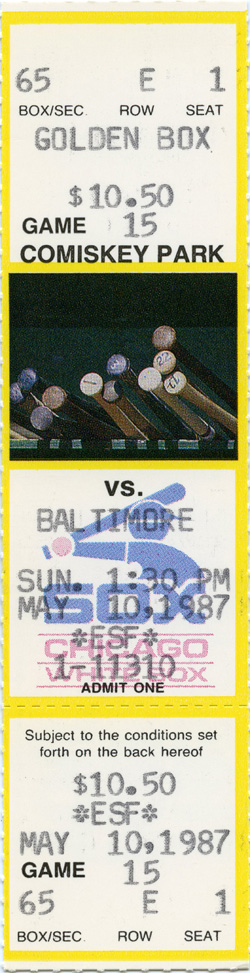 65 E 1
BOX/SEC. ROW SEAT
GOLDEN BOX
$10.50
GAME 15
COMISKEY PARK
22
VS.
BALTIMORE
SUN. 1:30 PM
MAY 10,1987
SOX
*ESF*
CHICAGO
1-11310
WHITE SOX
ADMIT ONE
Subject to the conditions set
forth on the back hereof
$10.50
*ESF*
MAY 10,1987
GAME 15
65 E 1
BOX/SEC. ROW SEAT